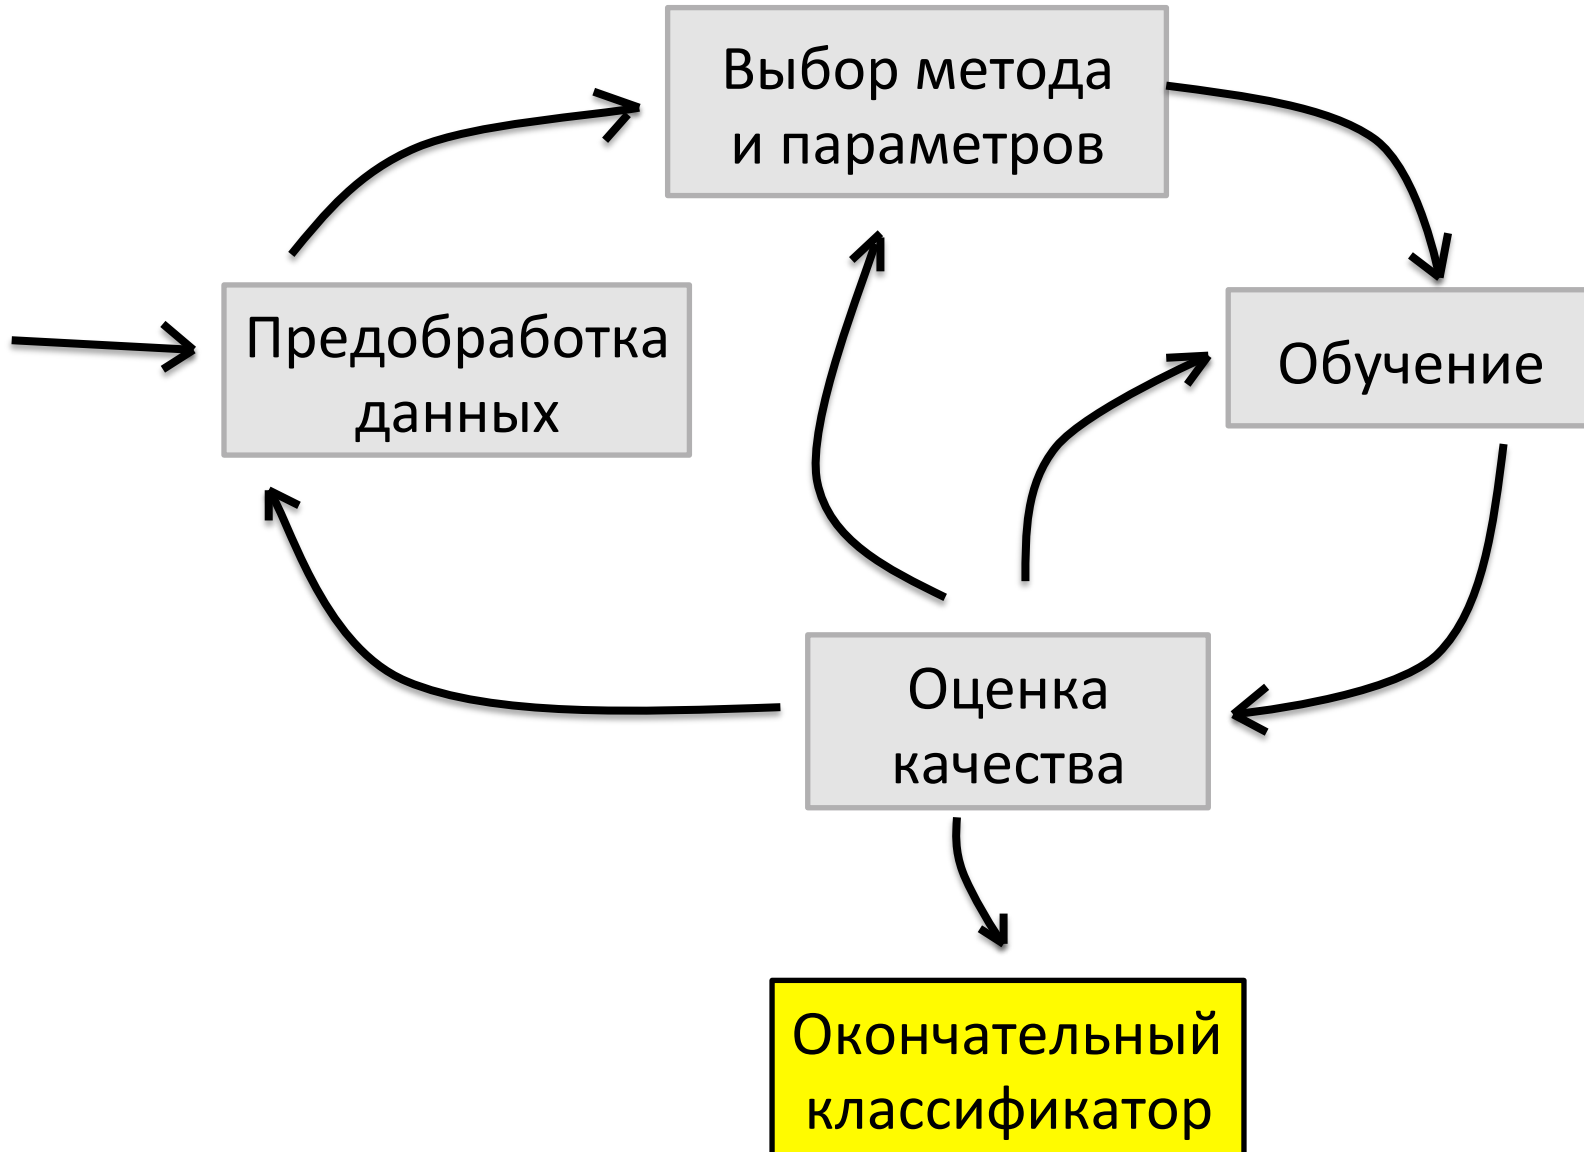 Выбор метода
и параметров
Предобработка
данных
Обучение
Оценка
качества
Окончательный
классификатор